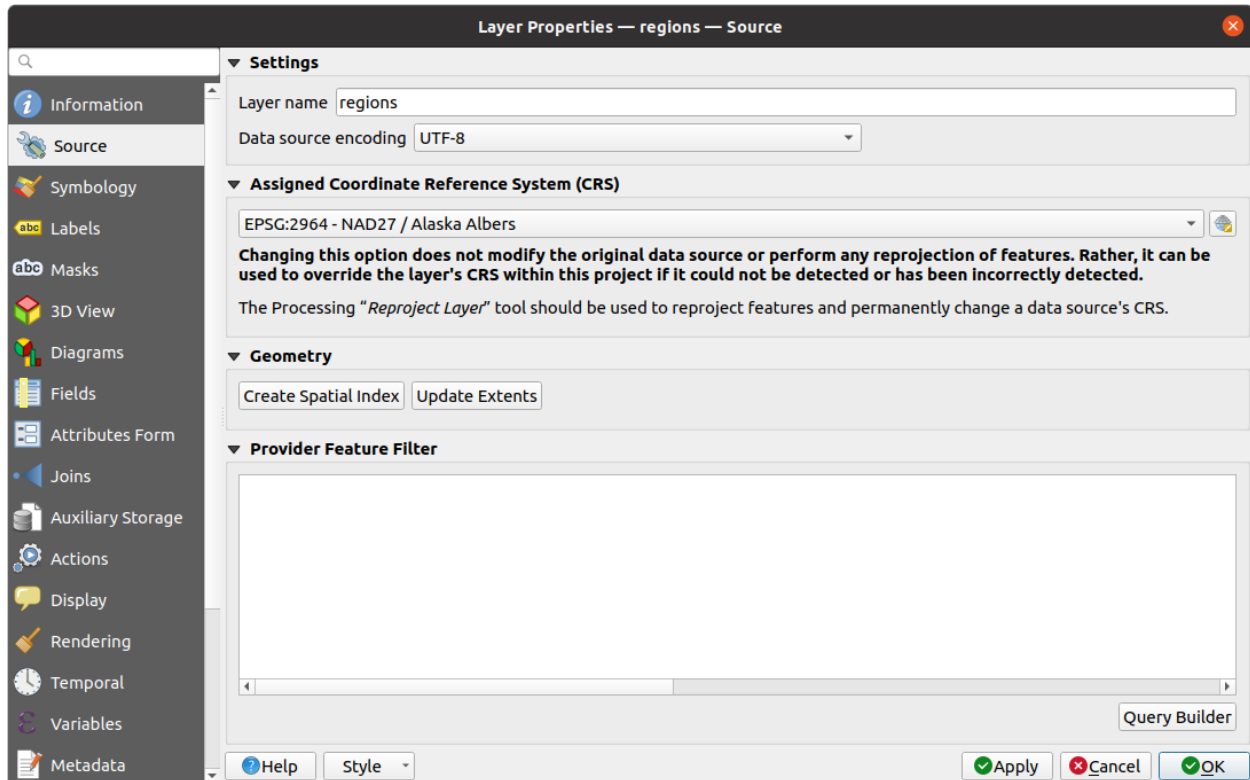 Layer Properties — regions — Source
Information
Source
Symbology
abc Labels
abc Masks
3D View
Diagrams
Fields
Attributes Form
Joins
Auxiliary Storage
Actions
Display
Rendering
Temporal
Variables
Metadata
Settings
Layer name regions
Data source encoding UTF-8
Assigned Coordinate Reference System (CRS)
EPSG:2964 - NAD27 / Alaska Albers
Changing this option does not modify the original data source or perform any reprojection of features. Rather, it can be
used to override the layer's CRS within this project if it could not be detected or has been incorrectly detected.
The Processing “Reproject Layer” tool should be used to reproject features and permanently change a data source's CRS.
Geometry
Create Spatial Index Update Extents
Provider Feature Filter
Query Builder
Help Style Apply Cancel OK